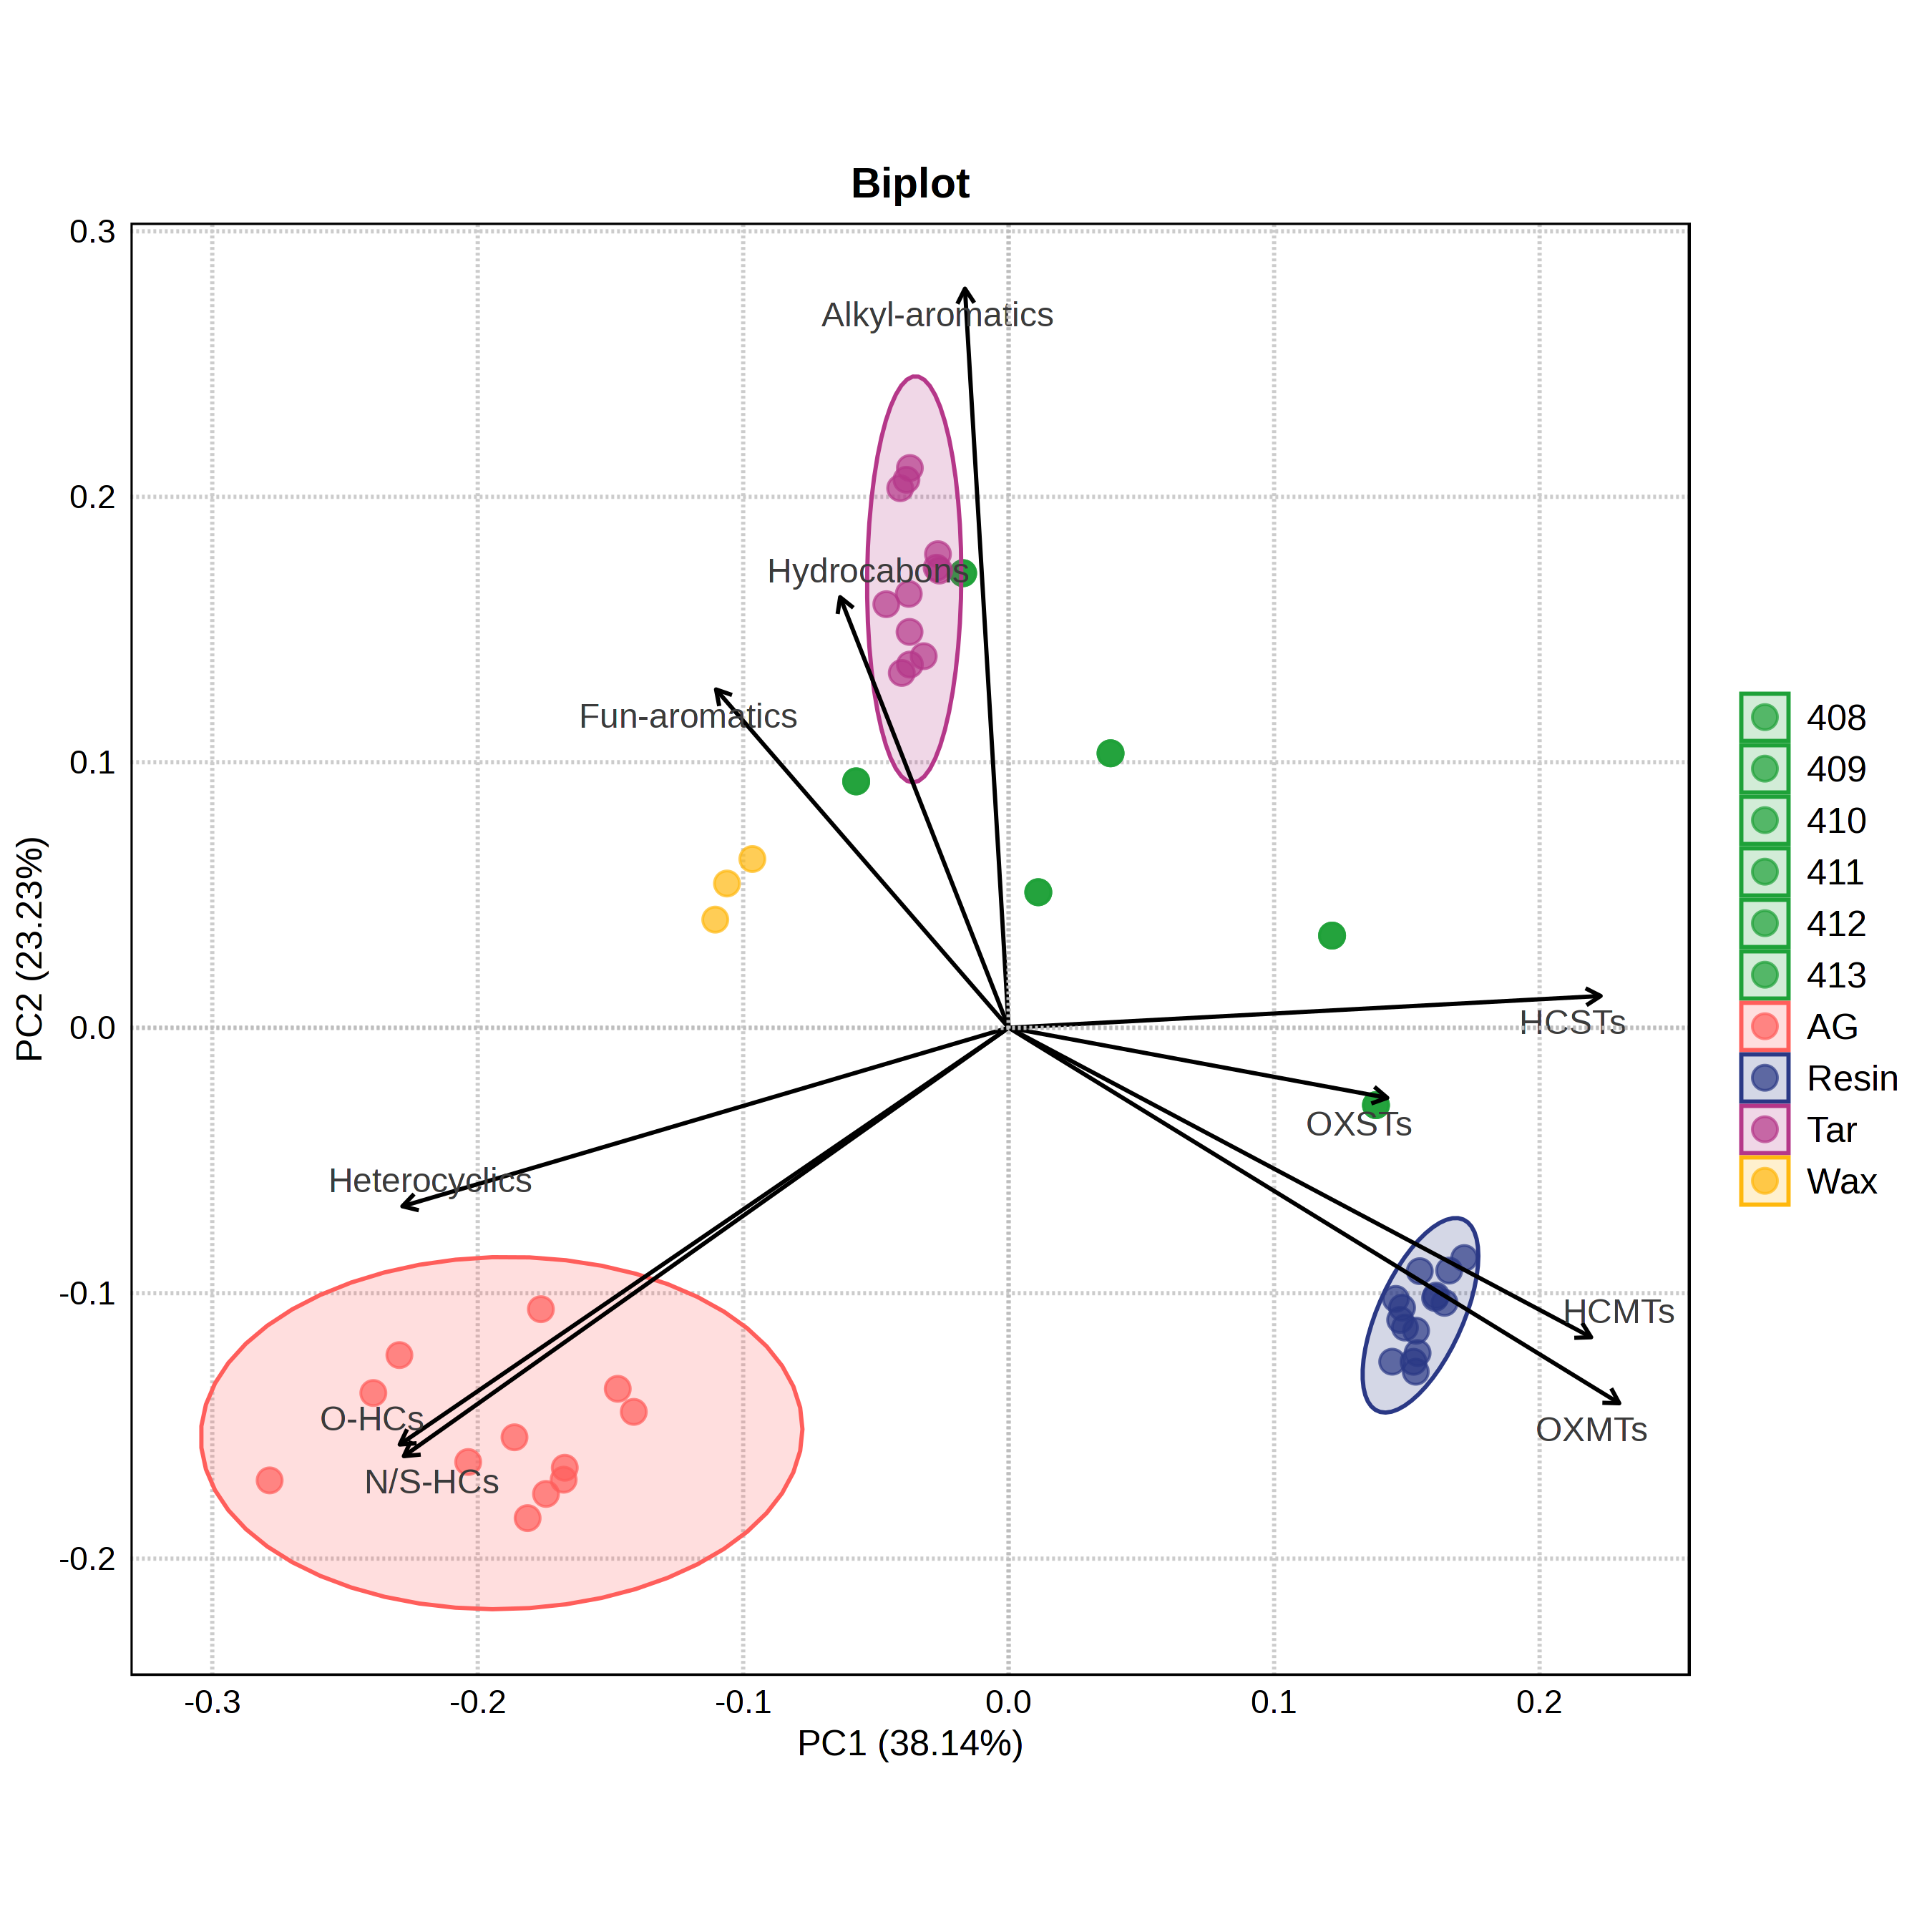 Biplot
0.3
0.2
0.1
0.0
-0.1
-0.2
PC2 (23.23%)
Alkyl-aromatics
Hydrocabons
Fun-aromatics
HCSTs
OXSTs
Heterocyclics
HCMTs
O-HCs
OXMTs
N/S-HCs
-0.3 -0.2 -0.1 0.0 0.1 0.2
PC1 (38.14%)
408
409
410
411
412
413
AG
Resin
Tar
Wax